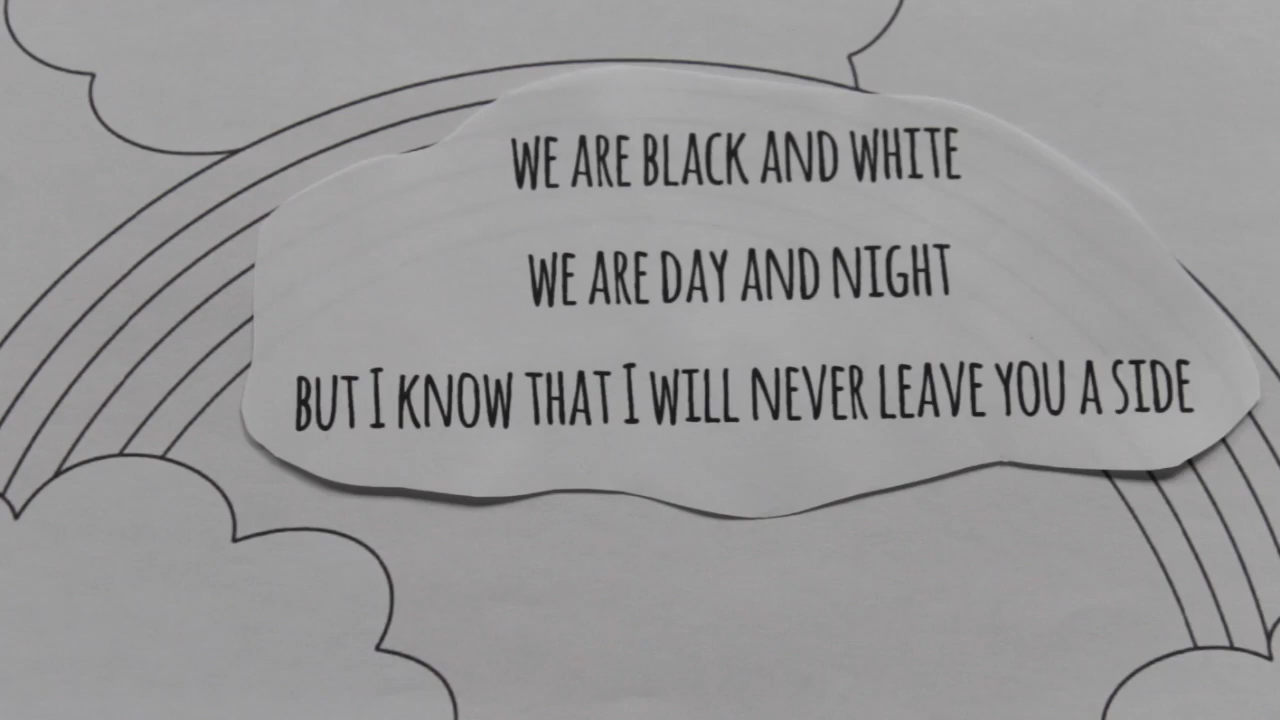 WE ARE BLACK AND WHITE
WE ARE DAY AND NIGHT
BUT I KNOW THAT I WILL NEVER LEAVE YOU A SIDE